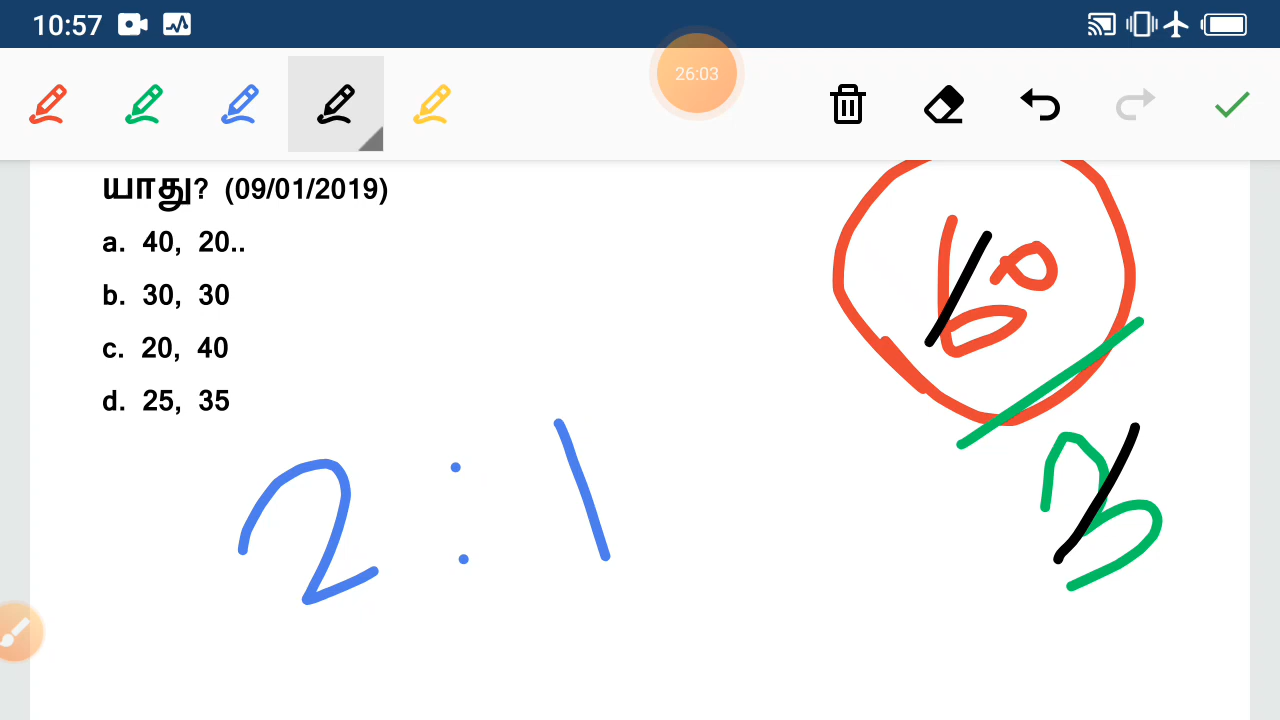 10:57
26:03
யாது? (09/01/2019)
a. 40, 20..
b. 30, 30
c. 20, 40
d. 25, 35
60
3
2 : 1